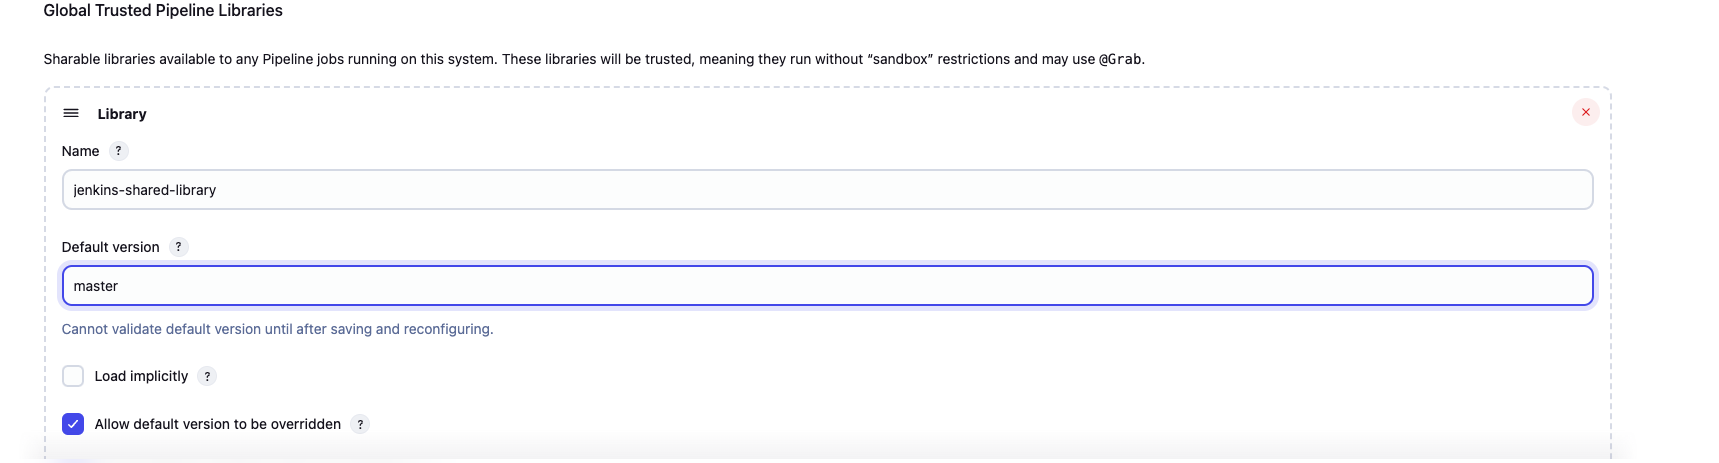 Global Trusted Pipeline Libraries
Sharable libraries available to any Pipeline jobs running on this system. These libraries will be trusted, meaning they run without “sandbox” restrictions and may use @Grab.
Library
Name ?
jenkins-shared-library
Default version ?
master
Cannot validate default version until after saving and reconfiguring.
Load implicitly ?
Allow default version to be overridden ?